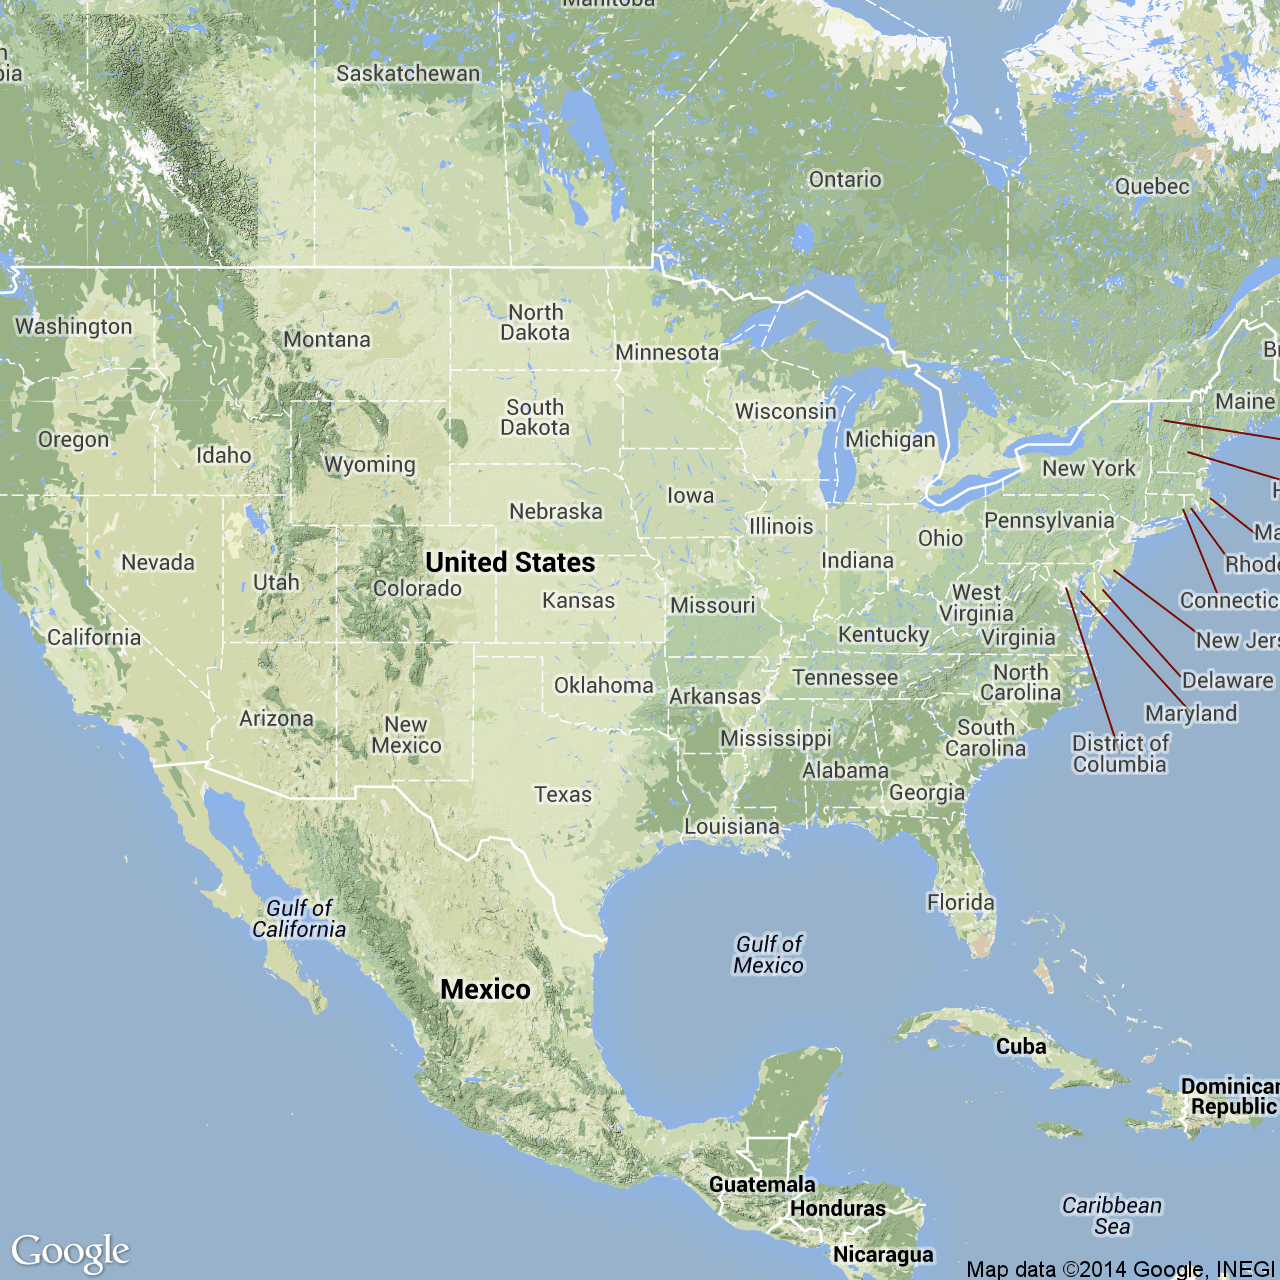 Manitoba
Saskatchewan
Ontario
Quebec
Washington
Montana
North
Dakota
Minnesota
South
Dakota
Wisconsin
Michigan
Maine
Oregon
Idaho
Wyoming
New York
Iowa
Nebraska
Illinois
Pennsylvania
Ohio
Indiana
Nevada
United States
Utah
Colorado
Kansas
Missouri
West
Virginia
Virginia
Kentucky
Rhode
Connectic
New Jers
Delaware
Maryland
District of
Columbia
California
Oklahoma
Arkansas
Tennessee
North
Carolina
South
Carolina
Arizona
New
Mexico
Mississippi
Alabama
Georgia
Texas
Louisiana
Florida
Gulf of
California
Gulf of
Mexico
Mexico
Cuba
Dominican
Republic
Guatemala
Honduras
Nicaragua
Caribbean
Sea
Google
Map data ©2014 Google, INEGI